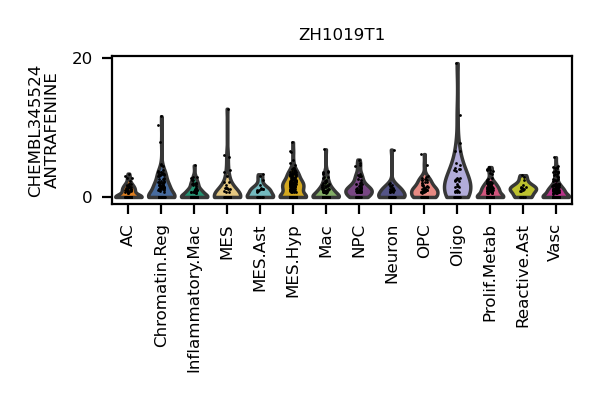 ZH1019T1
CHEMBL345524
ANTRAFENINE
20
0
AC
Chromatin.Reg
Inflammatory.Mac
MES
MES.Ast
MES.Hyp
Mac
NPC
Neuron
OPC
Oligo
Prolif.Metab
Reactive.Ast
Vasc